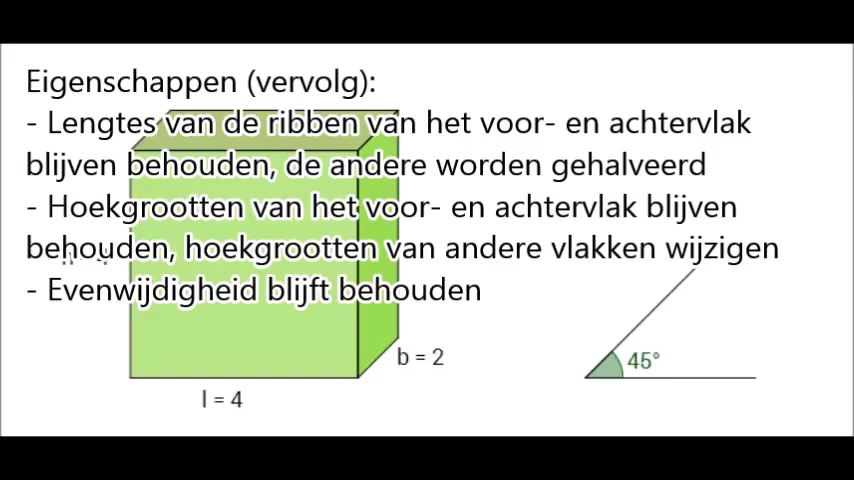 Eigenschappen (vervolg):
- Lengtes van de ribben van het voor- en achtervlak
blijven behouden, de andere worden gehalveerd
- Hoekgrootten van het voor- en achtervlak blijven
behouden, hoekgrootten van andere vlakken wijzigen
- Evenwijdigheid blijft behouden
b = 2
45°
l = 4